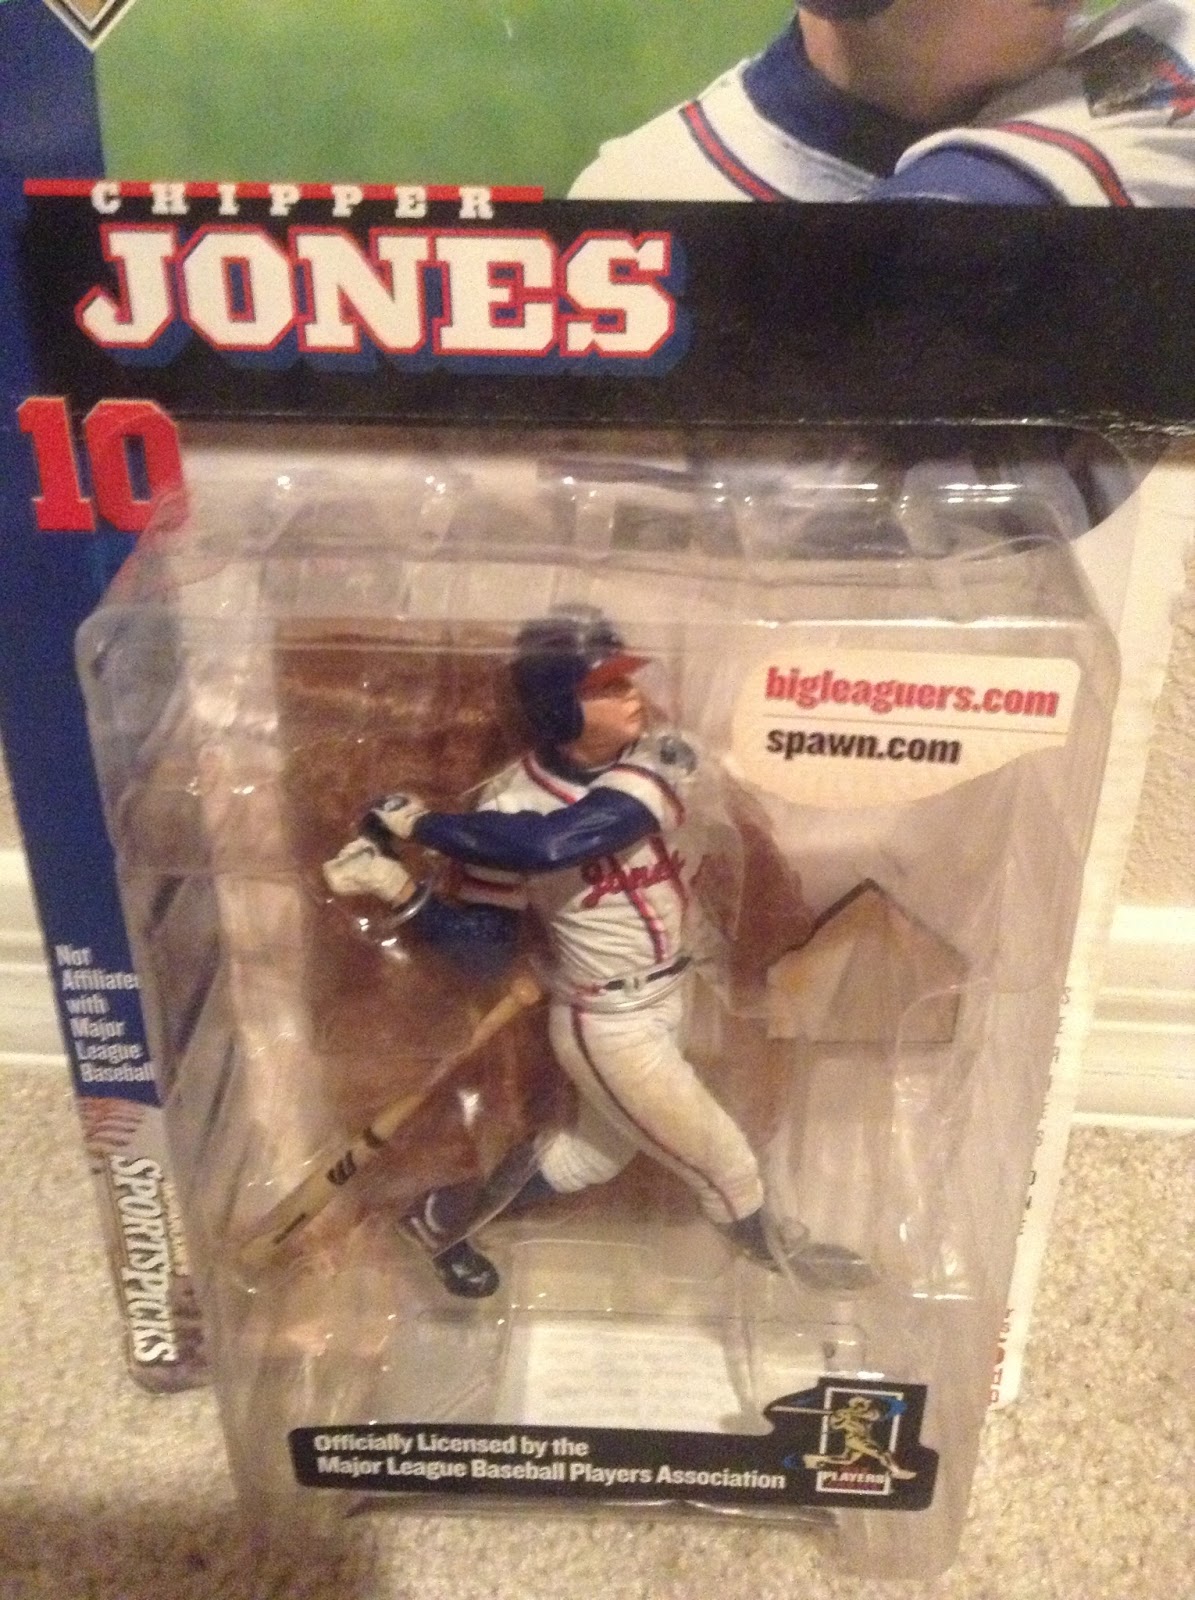 CHIPPER
JONES
10
bigleaguers.com
spawn.com
Jones
Not
Affiliated
with
Major
League
Baseball
SPORTSPICKS
Officially Licensed by the
Major League Baseball Players Association
PLAYERS